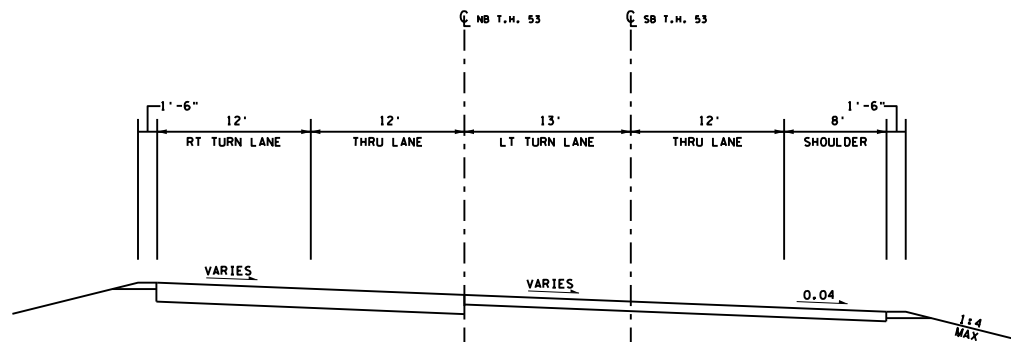 ℄ NB T.H. 53
℄ SB T.H. 53
1'-6"
1'-6"
12'
12'
13'
12'
8'
RT TURN LANE
THRU LANE
LT TURN LANE
THRU LANE
SHOULDER
VARIES
VARIES
0.04
1:4
MAX